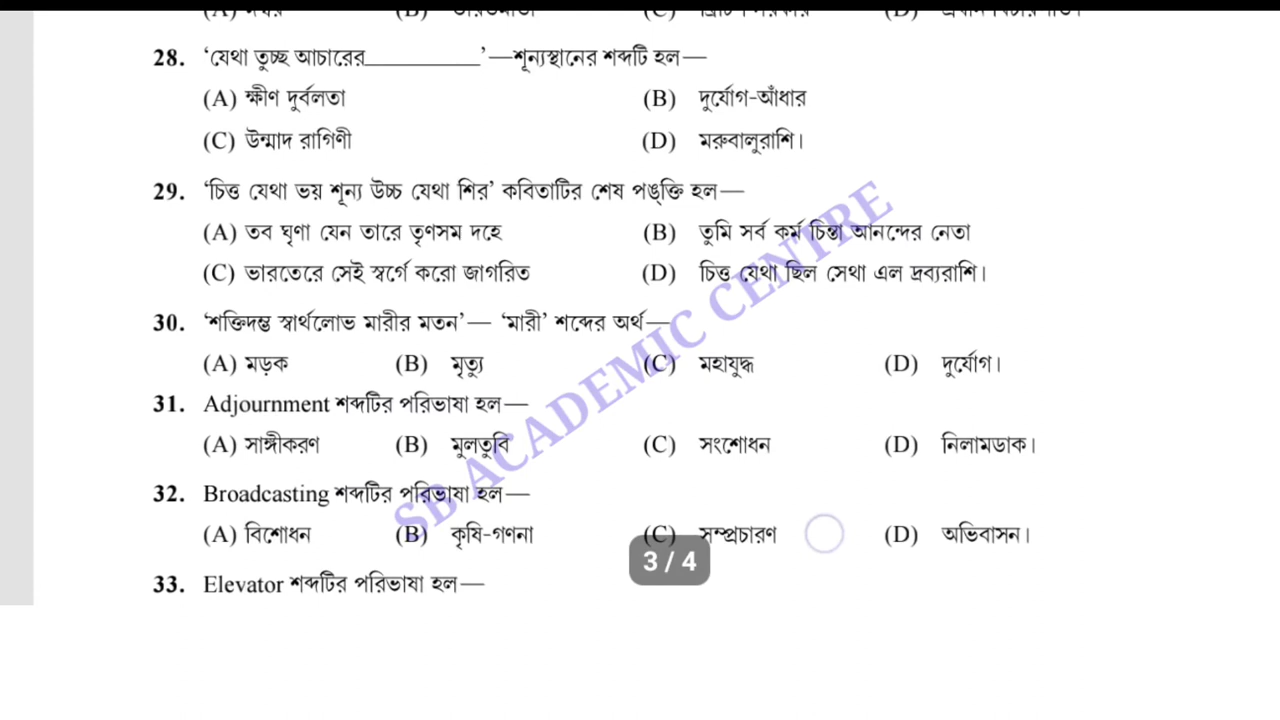 28. ‘যেথা তুচ্ছ আচারের__________’—শূন্যস্থানের শব্দটি হল—
(A) ক্ষীণ দুর্বলতা (B) দুর্যোগ-আঁধার
(C) উন্মাদ রাগিণী (D) মরুবালুরাশি।
29. ‘চিত্ত যেথা ভয় শূন্য উচ্চ যেথা শির’ কবিতাটির শেষ পঙ্‌ক্তি হল—
(A) তব ঘৃণা যেন তারে তৃণসম দহে (B) তুমি সর্ব কর্ম চিন্তা আনন্দের নেতা
(C) ভারতেরে সেই স্বর্গে করো জাগরিত (D) চিত্ত যেথা ছিল সেথা এল দ্রব্যরাশি।
30. ‘শক্তিদম্ভ স্বার্থলোভ মারীর মতন’— ‘মারী’ শব্দের অর্থ—
(A) মড়ক (B) মৃত্যু (C) মহাযুদ্ধ (D) দুর্যোগ।
31. Adjournment শব্দটির পরিভাষা হল—
(A) সাঙ্গীকরণ (B) মুলতুবি (C) সংশোধন (D) নিলামডাক।
32. Broadcasting শব্দটির পরিভাষা হল—
(A) বিশোধন (B) কৃষি-গণনা (C) সম্প্রচারণ (D) অভিবাসন।
3 / 4
33. Elevator শব্দটির পরিভাষা হল—
SB ACADEMIC CENTRE